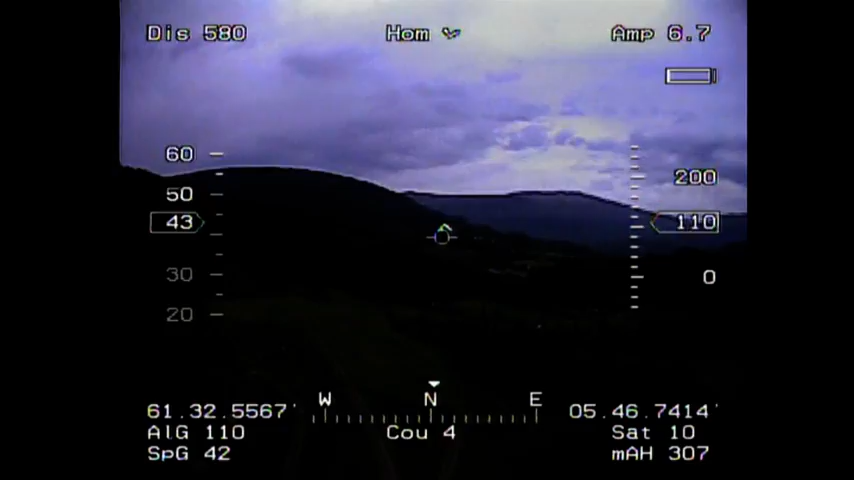 Dis 580
Hom
Amp 6.7
60
50
43
30
20
200
110
0
W N E
61.32.5567'
05.46.7414'
AlG 110
Cou 4
Sat 10
SpG 42
mAH 307